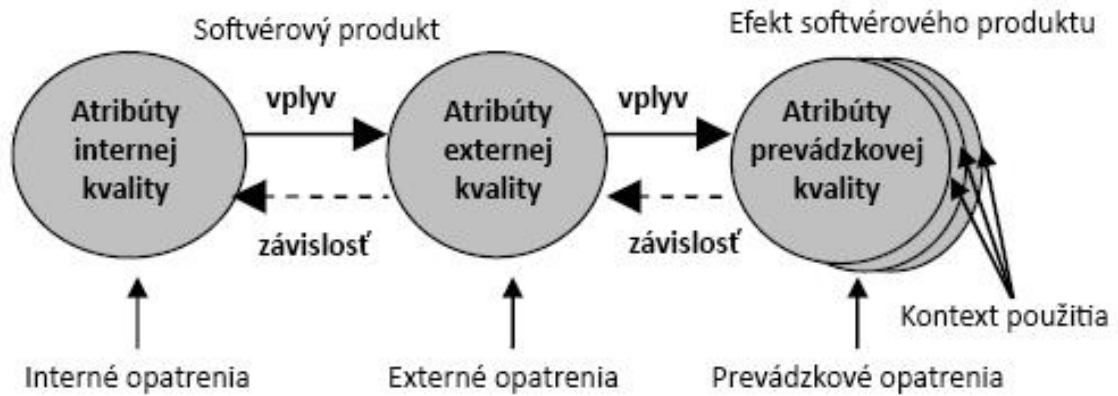 Softvérový produkt
Efekt softvérového produktu
Atribúty
internej
kvality
vplyv
závislosť
Atribúty
externej
kvality
vplyv
závislosť
Atribúty
prevádzkovej
kvality
Kontext použitia
Interné opatrenia
Externé opatrenia
Prevádzkové opatrenia